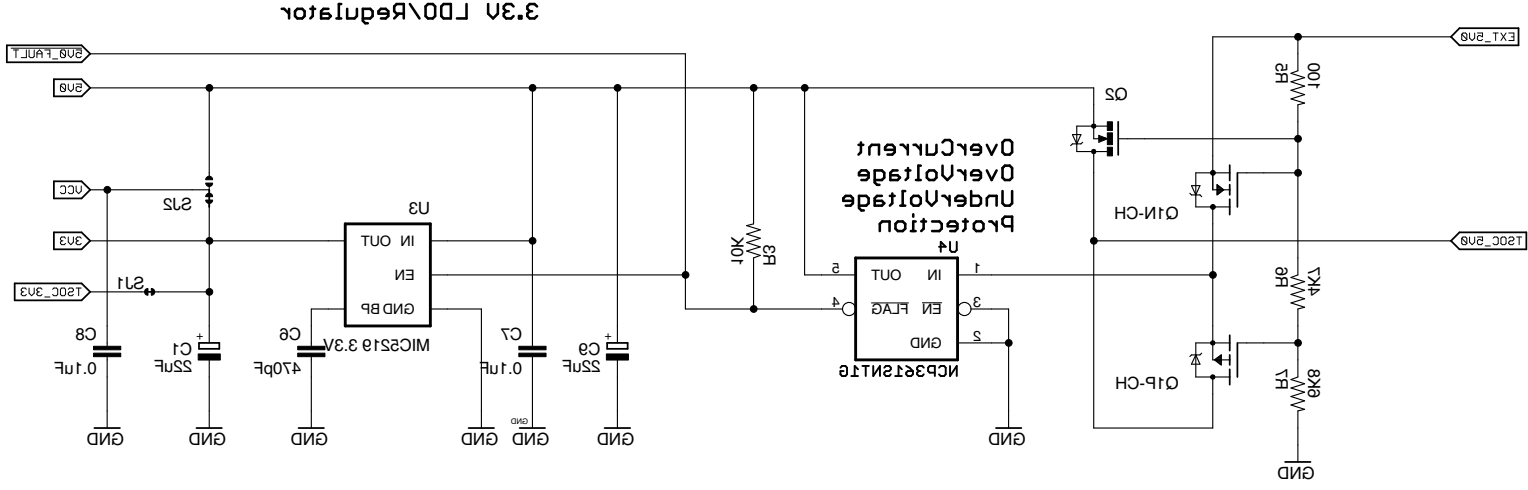 3.3V LDO/Regulator
EXT_5V0
5V0_FAULT
R5
100
5V0
Q2
OverCurrent
OverVoltage
UnderVoltage
Protection
VCC
SJ2
Q1N-CH
U3
TSOC_5V0
3V3
IN OUT
EN
GND BP
MIC5219 3.3V
R3
10K
U4
1
IN
OUT
5
3
EN
FLAG
4
2
GND
NCP361SNT1G
R6
4K7
TSOC_3V3
SJ1
C8
0.1uF
C1
+
22uF
C6
470pF
C7
0.1uF
C9
+
22uF
Q1P-CH
R7
6K8
GND
GND
GND
GND
GND
GND
GND
GND
GND